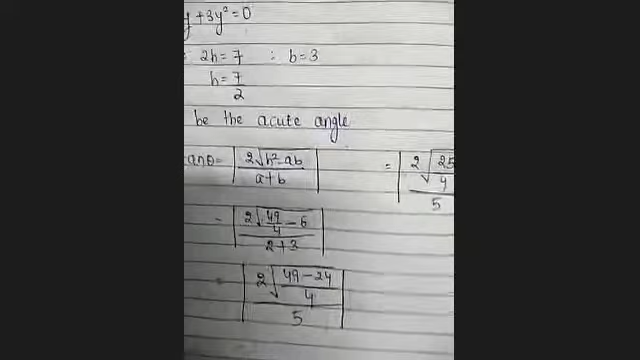 y + 3y² = 0
2h = 7 : b = 3
h = 7/2
be the acute angle
anθ = |2√(h² - ab) / (a + b)|
= |2√(49/4 - 6) / (2 + 3)|
= |2√((49 - 24)/4) / 5|
= |2√(25/4) / 5